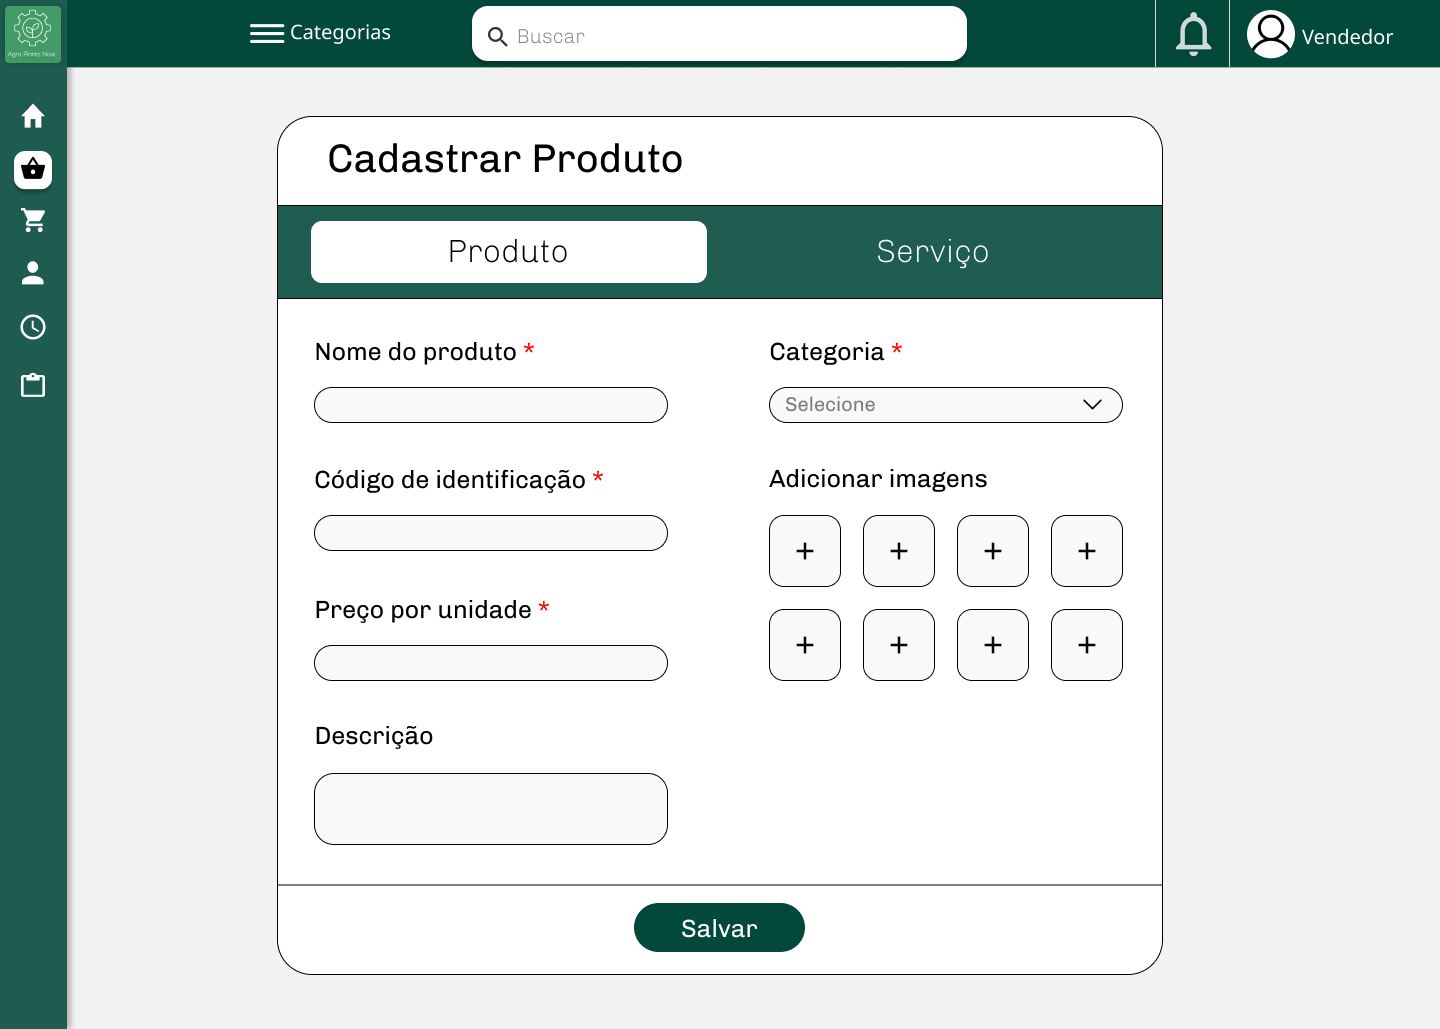 Agro Planto Now
Categorias
Buscar
Vendedor
Cadastrar Produto
Produto
Serviço
Nome do produto *
Categoria *
Selecione
Código de identificação *
Adicionar imagens
+ + + +
Preço por unidade *
+ + + +
Descrição
Salvar